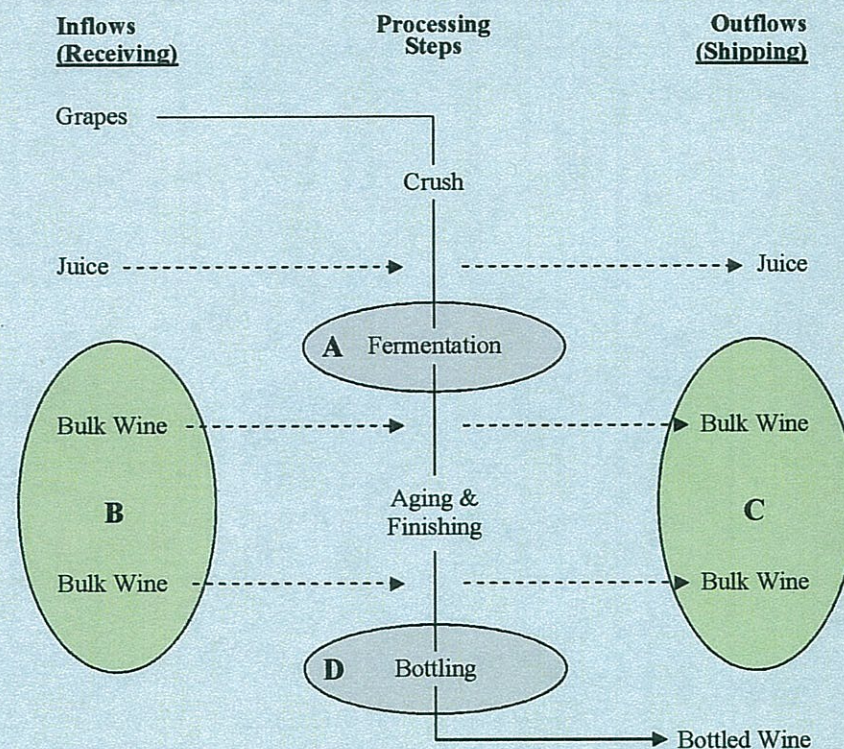 Inflows
(Receiving)
Processing
Steps
Outflows
(Shipping)
Grapes
Crush
Juice
Juice
A Fermentation
Bulk Wine
Bulk Wine
B
Aging &
Finishing
C
Bulk Wine
Bulk Wine
D Bottling
Bottled Wine